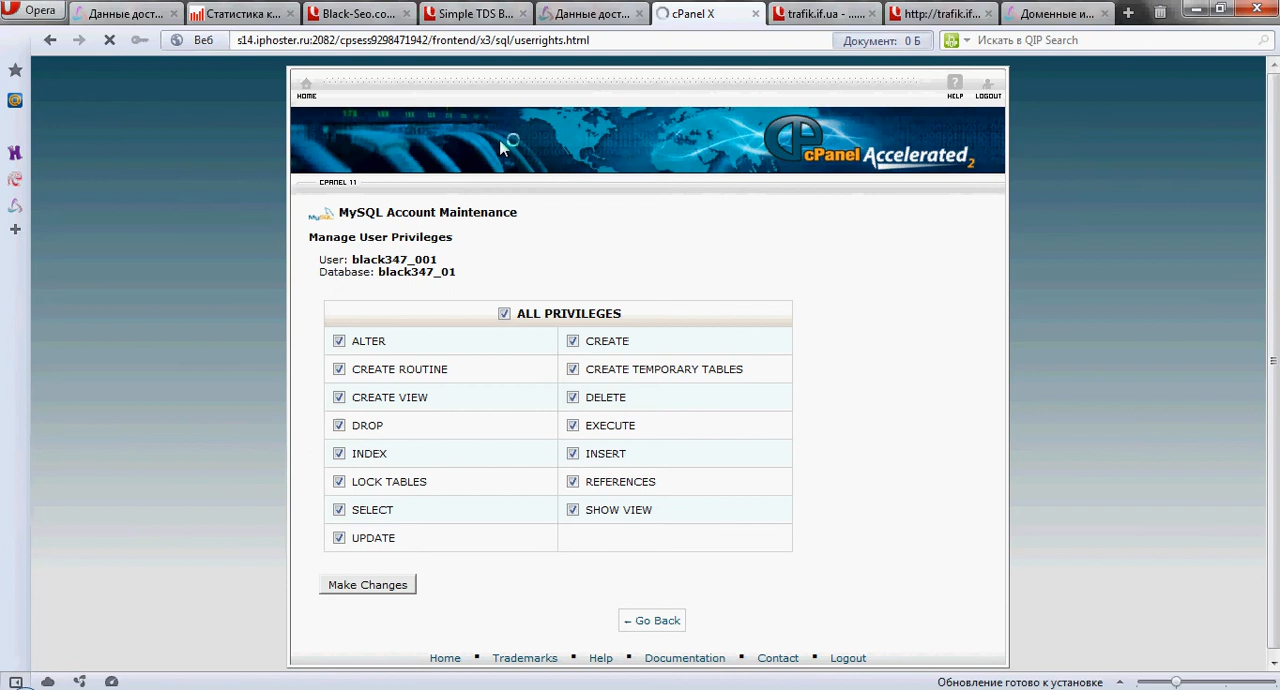 Opera
Данные дост...
Статистика к...
Black-Seo.co...
Simple TDS B...
Данные дост...
cPanel X
trafik.if.ua - ......
http://trafik.if...
Доменные и...
Веб
s14.iphoster.ru:2082/cpsess9298471942/frontend/x3/sql/userrights.html
Документ: 0 Б
Искать в QIP Search
HOME
HELP
LOGOUT
cPanel Accelerated2
CPANEL 11
MySQL Account Maintenance
Manage User Privileges
User: black347_001
Database: black347_01
ALL PRIVILEGES
ALTER
CREATE
CREATE ROUTINE
CREATE TEMPORARY TABLES
CREATE VIEW
DELETE
DROP
EXECUTE
INDEX
INSERT
LOCK TABLES
REFERENCES
SELECT
SHOW VIEW
UPDATE
Make Changes
← Go Back
Home ▪ Trademarks ▪ Help ▪ Documentation ▪ Contact ▪ Logout
Обновление готово к установке